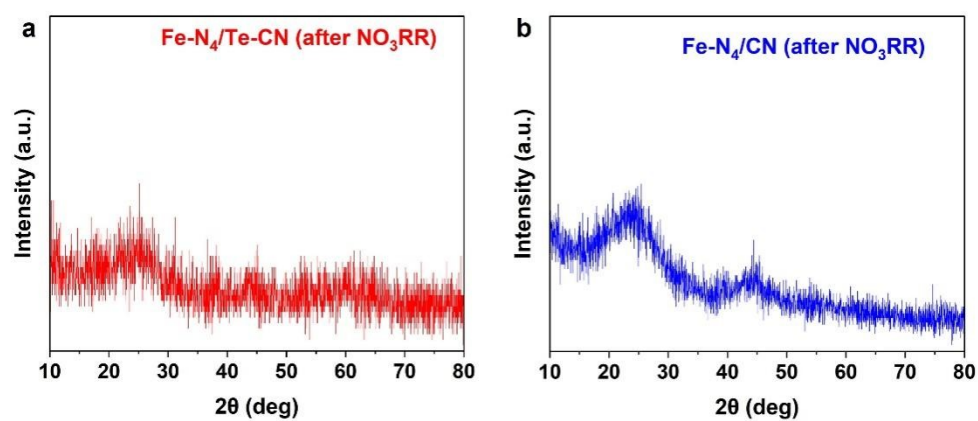 a
Fe-N₄/Te-CN (after NO₃RR)
Intensity (a.u.)
10 20 30 40 50 60 70 80
2θ (deg)
b
Fe-N₄/CN (after NO₃RR)
Intensity (a.u.)
10 20 30 40 50 60 70 80
2θ (deg)